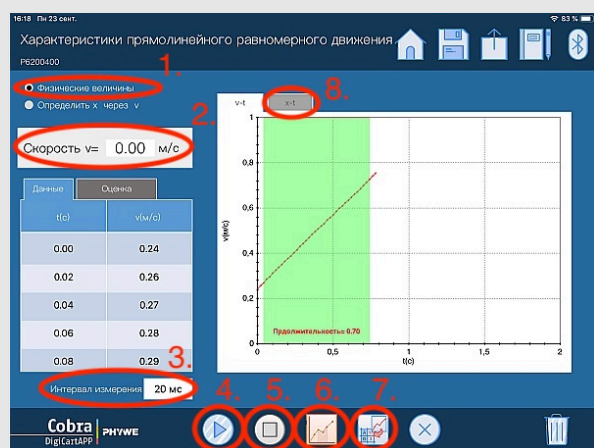 16:18 Пн 23 сент.
83 %
Характеристики прямолинейного равномерного движения
P6200400
1.
Физические величины
Определить x через v
2.
Скорость v= 0.00 м/с
Данные Оценка
t(c) v(м/с)
0.00 0.24
0.02 0.26
0.04 0.27
0.06 0.28
0.08 0.29
3.
Интервал измерения 20 мс
8.
v-t x-t
1
0,8
0,6
0,4
0,2
0
v(м/с)
Прдолжительность= 0.70
0 0,5 1 1,5 2
t(c)
4. 5. 6. 7.
Cobra PHYWE
DigiCartAPP